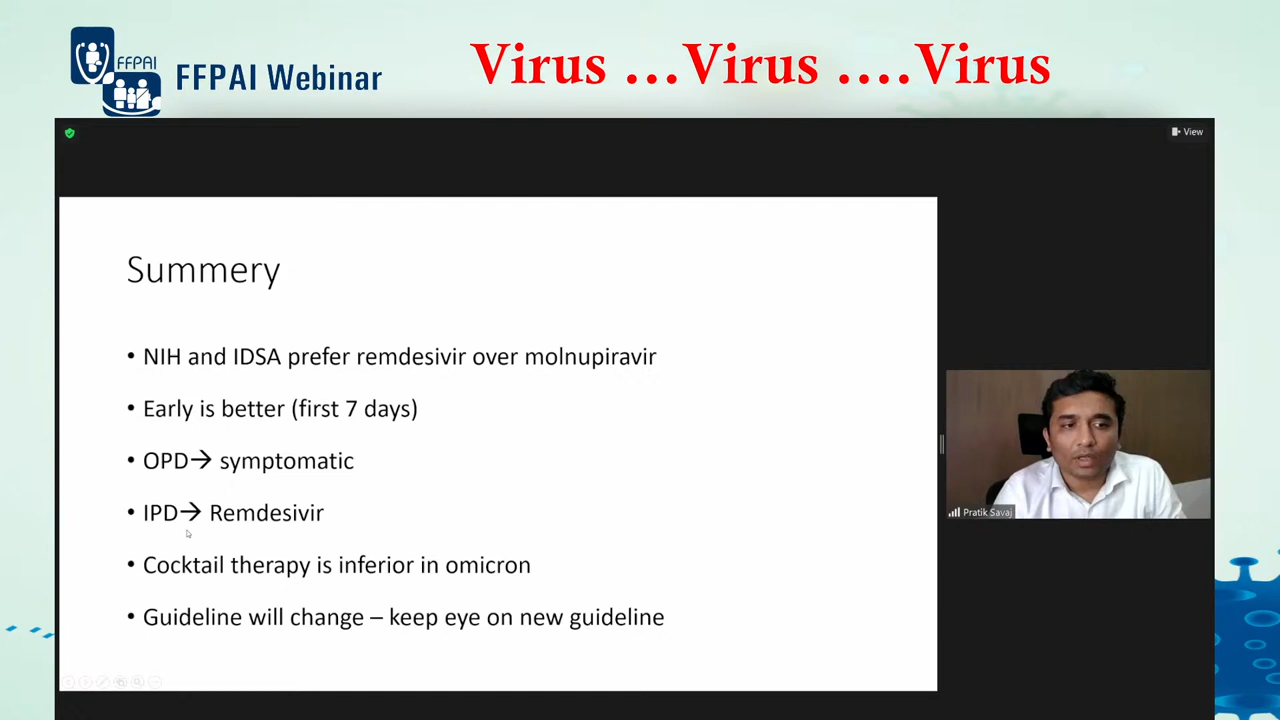 FFPAI
FFPAI Webinar
Virus ...Virus ....Virus
View
Summery
• NIH and IDSA prefer remdesivir over molnupiravir
• Early is better (first 7 days)
• OPD→ symptomatic
• IPD→ Remdesivir
• Cocktail therapy is inferior in omicron
• Guideline will change – keep eye on new guideline
Pratik Savaj